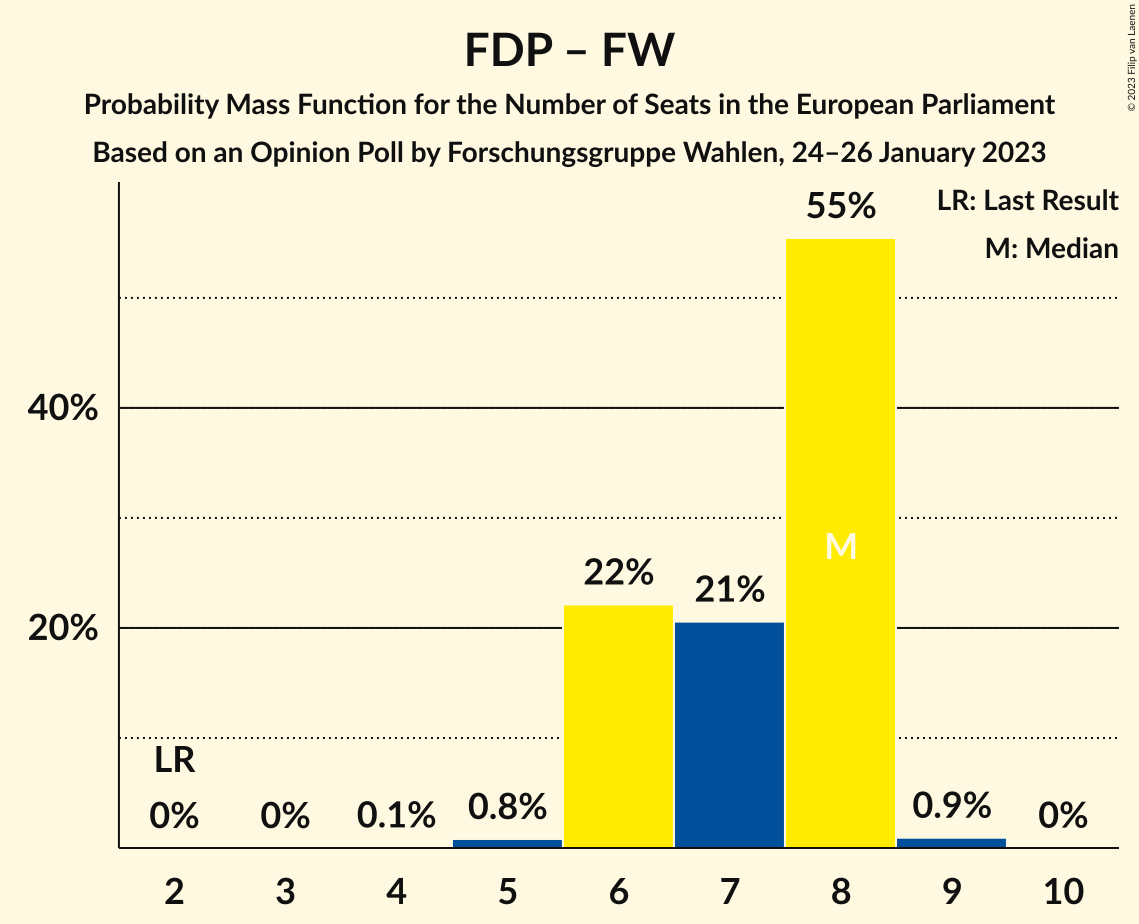 FDP – FW
Probability Mass Function for the Number of Seats in the European Parliament
Based on an Opinion Poll by Forschungsgruppe Wahlen, 24–26 January 2023
© 2023 Filip van Laenen
LR: Last Result
M: Median
55%
40%
M
22%
21%
20%
LR
0%
0%
0.1%
0.8%
0.9%
0%
2 3 4 5 6 7 8 9 10